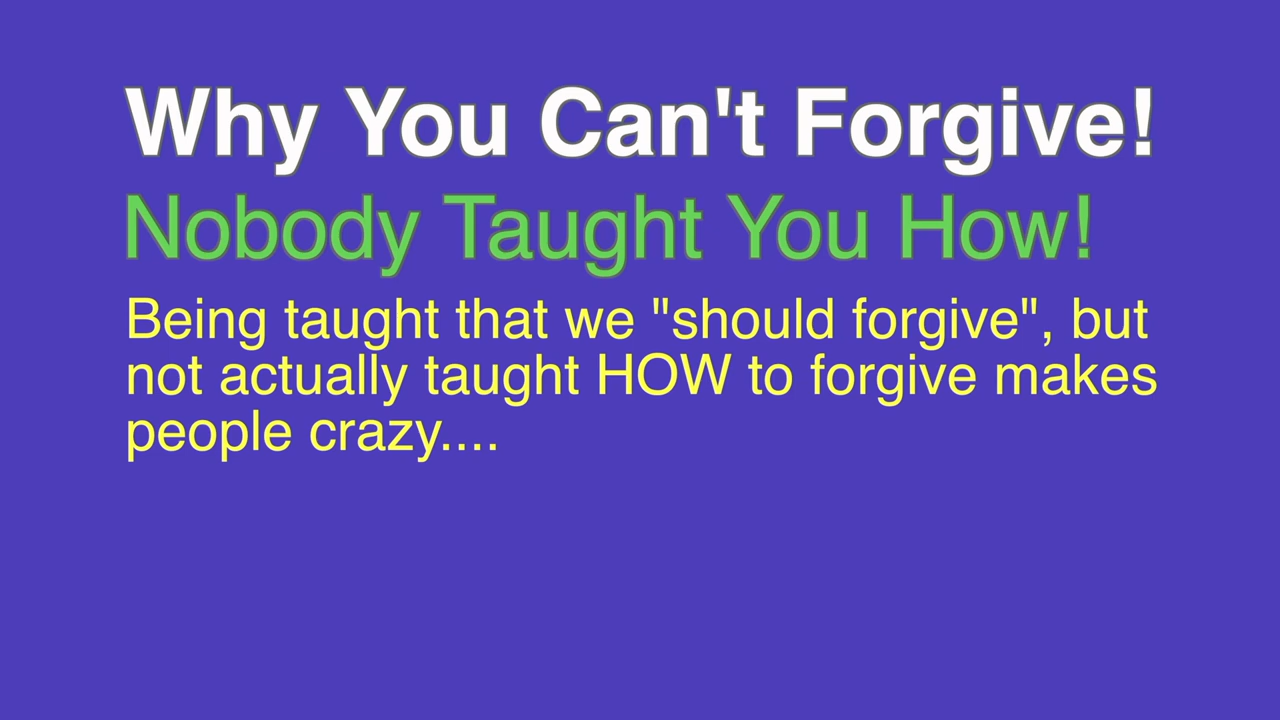 Why You Can't Forgive!
Nobody Taught You How!
Being taught that we "should forgive", but
not actually taught HOW to forgive makes
people crazy....